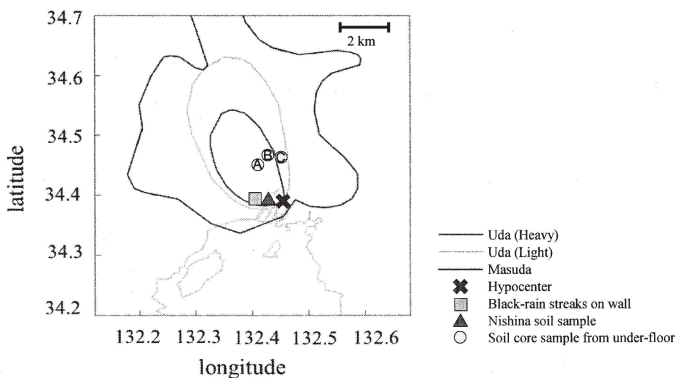 34.7
34.6
34.5
34.4
34.3
34.2
latitude
2 km
A
B
C
132.2
132.3
132.4
132.5
132.6
longitude
Uda (Heavy)
Uda (Light)
Masuda
Hypocenter
Black-rain streaks on wall
Nishina soil sample
Soil core sample from under-floor